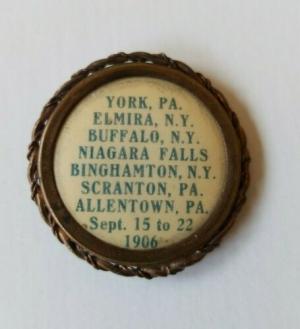 YORK, PA.
ELMIRA, N.Y.
BUFFALO, N.Y.
NIAGARA FALLS
BINGHAMTON, N.Y.
SCRANTON, PA.
ALLENTOWN, PA.
Sept. 15 to 22
1906